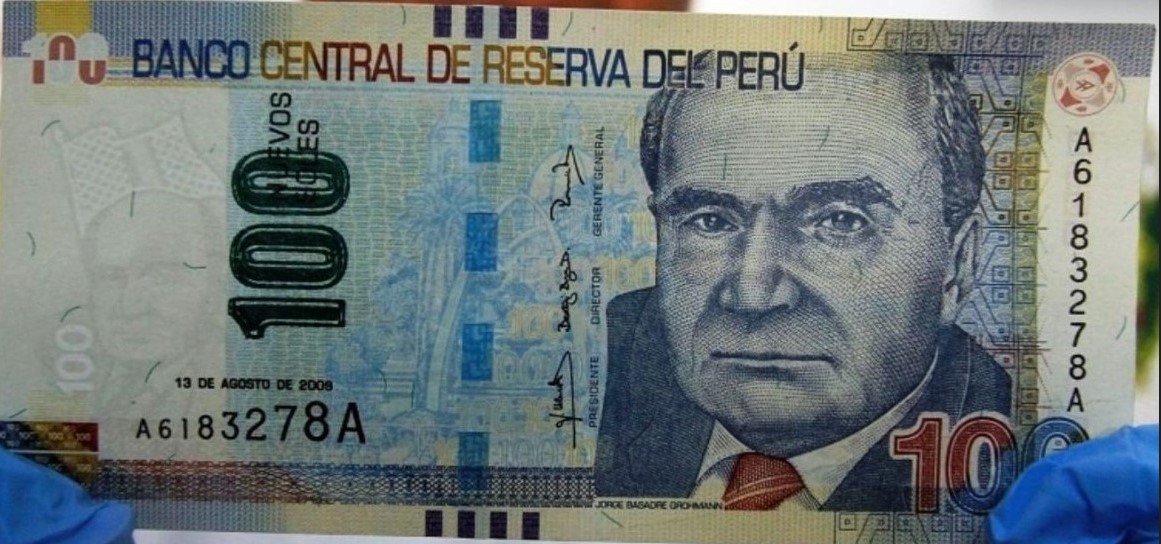 100
BANCO CENTRAL DE RESERVA DEL PERÚ
100
NUEVOS
SOLES
100
13 DE AGOSTO DE 2009
A6183278A
PRESIDENTE
DIRECTOR
GERENTE GENERAL
A6183278A
JORGE BASADRE GROHMANN
100